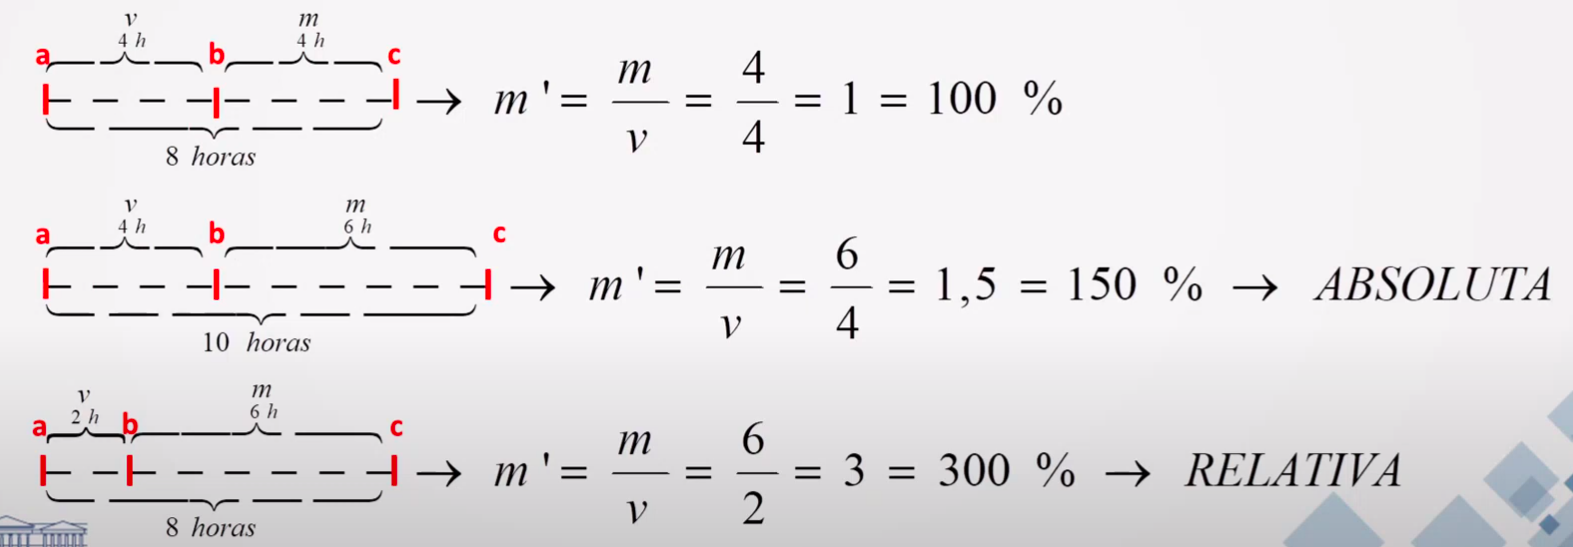 v m
4 h 4 h
a b c
m ' = m/v = 4/4 = 1 = 100 %
8 horas
v m
4 h 6 h
a b c
m ' = m/v = 6/4 = 1,5 = 150 % → ABSOLUTA
10 horas
v m
2 h 6 h
a b c
m ' = m/v = 6/2 = 3 = 300 % → RELATIVA
8 horas